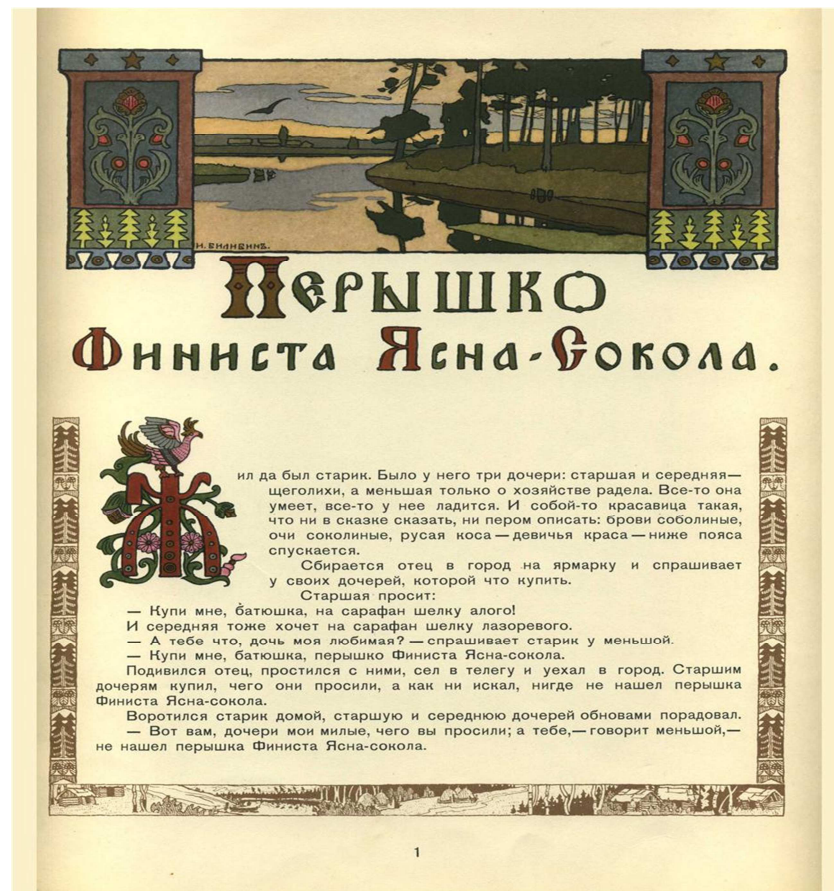 И. БИЛИБИНЪ.
Перышко
Финиста Ясна-Сокола.
Жил да был старик. Было у него три дочери: старшая и середняя—
щеголихи, а меньшая только о хозяйстве радела. Все-то она
умеет, все-то у нее ладится. И собой-то красавица такая,
что ни в сказке сказать, ни пером описать: брови соболиные,
очи соколиные, русая коса — девичья краса — ниже пояса
спускается.
Сбирается отец в город на ярмарку и спрашивает
у своих дочерей, которой что купить.
Старшая просит:
— Купи мне, батюшка, на сарафан шелку алого!
И середняя тоже хочет на сарафан шелку лазоревого.
— А тебе что, дочь моя любимая? — спрашивает старик у меньшой.
— Купи мне, батюшка, перышко Финиста Ясна-сокола.
Подивился отец, простился с ними, сел в телегу и уехал в город. Старшим
дочерям купил, чего они просили, а как ни искал, нигде не нашел перышка
Финиста Ясна-сокола.
Воротился старик домой, старшую и середнюю дочерей обновами порадовал.
— Вот вам, дочери мои милые, чего вы просили; а тебе,— говорит меньшой,—
не нашел перышка Финиста Ясна-сокола.
1